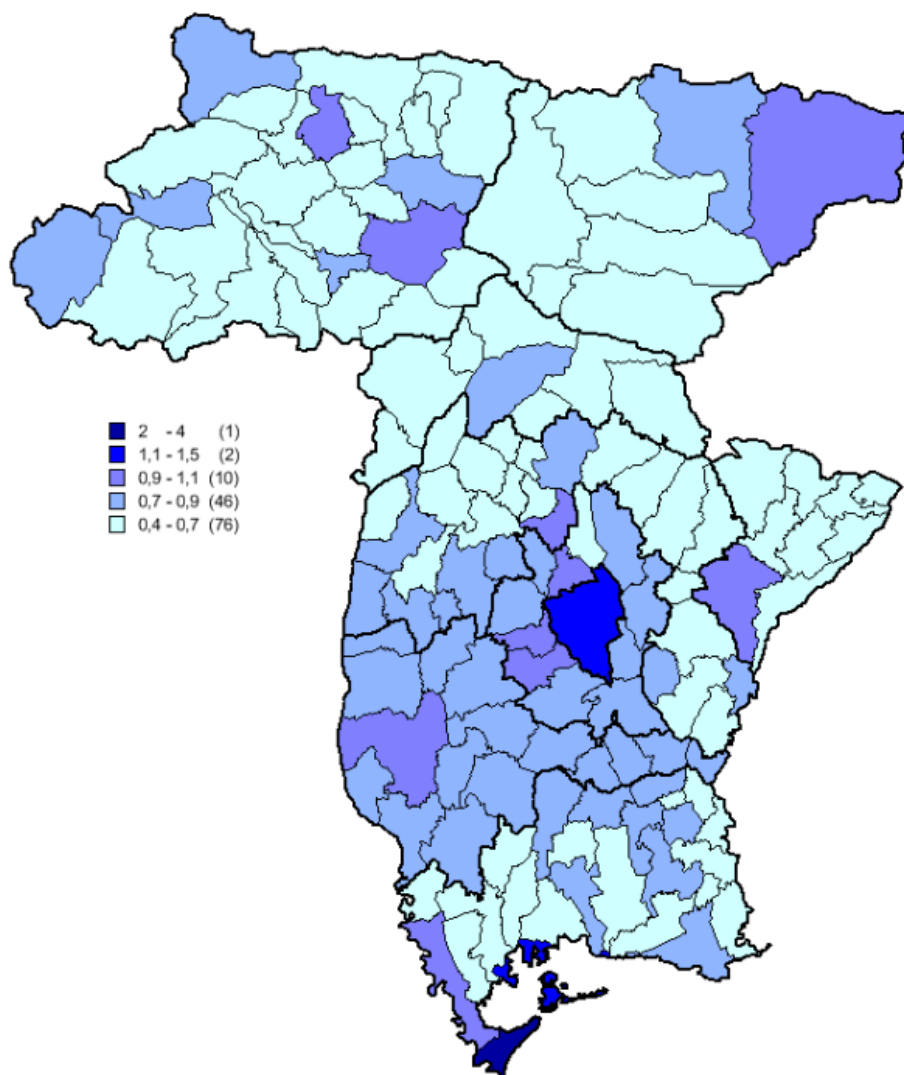 2 - 4 (1)
1,1 - 1,5 (2)
0,9 - 1,1 (10)
0,7 - 0,9 (46)
0,4 - 0,7 (76)